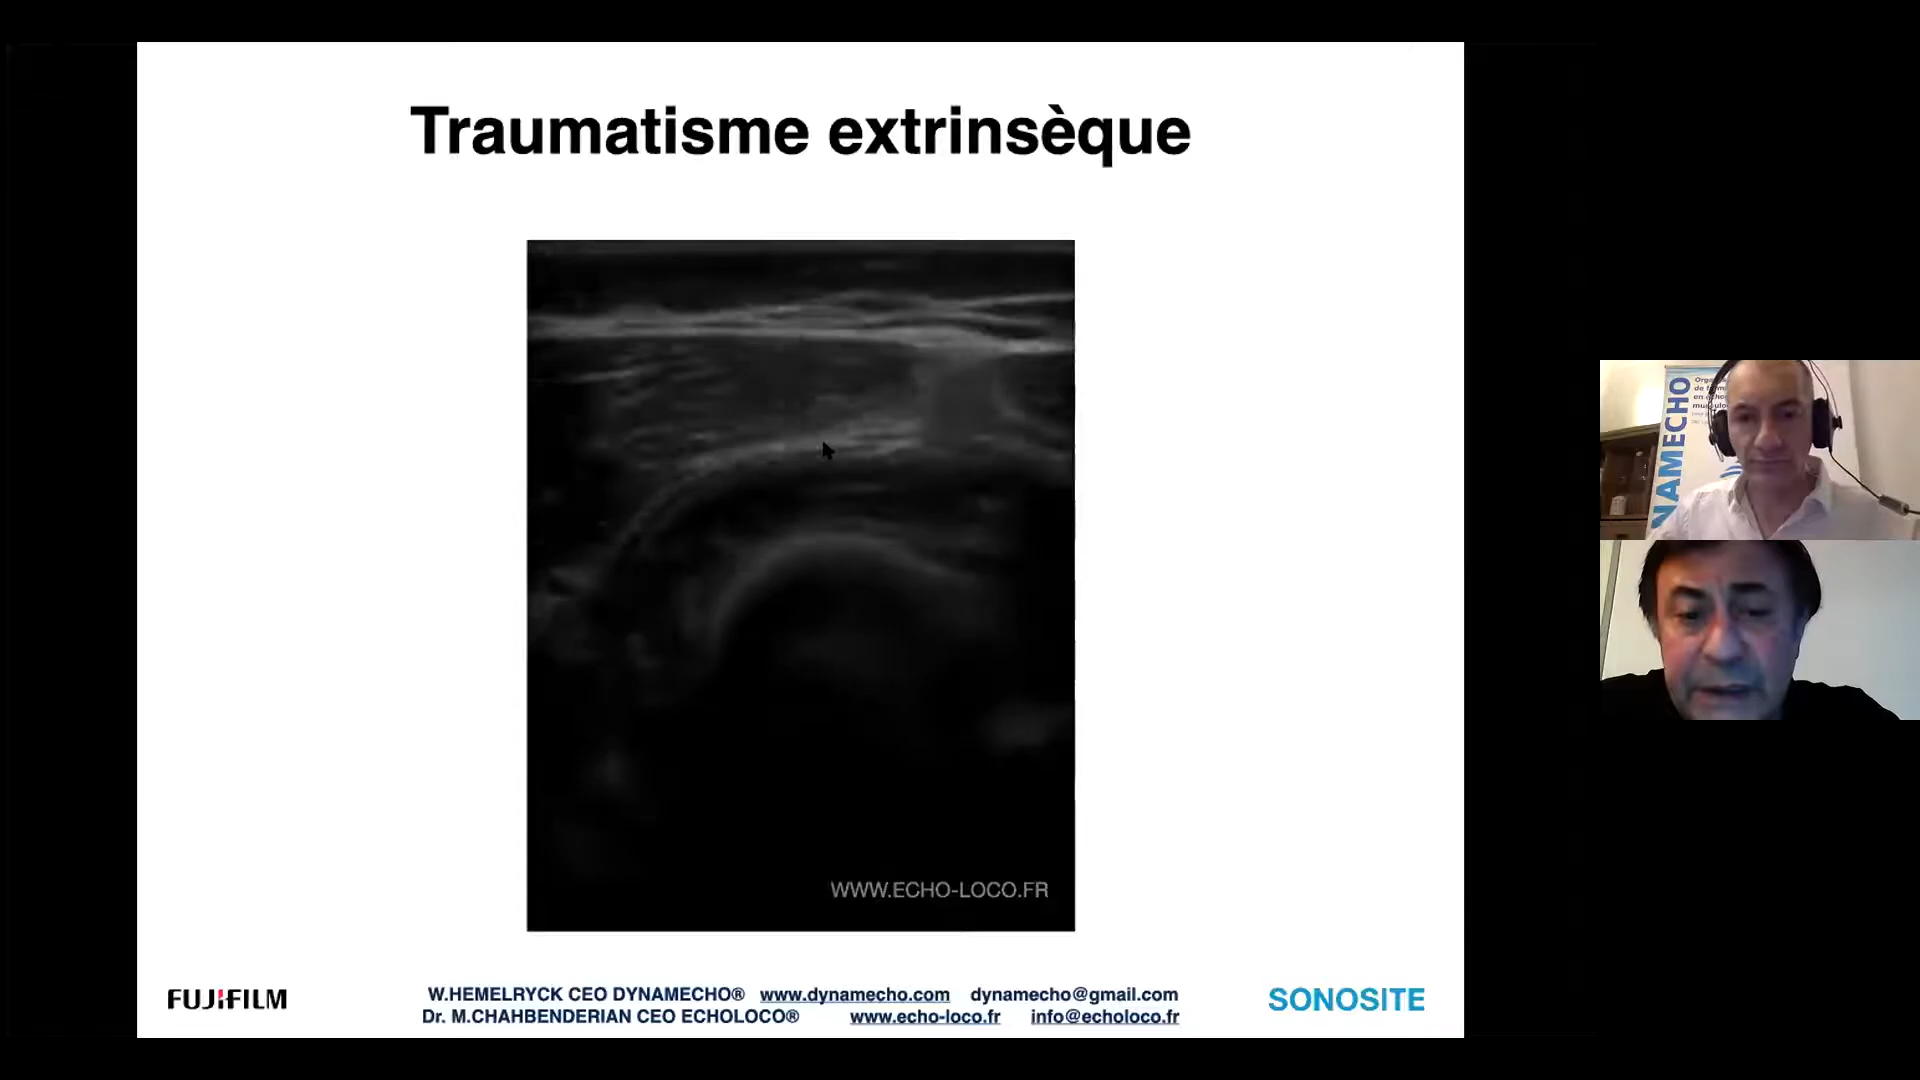 Traumatisme extrinsèque
WWW.ECHO-LOCO.FR
FUJIFILM
W.HEMELRYCK CEO DYNAMECHO® www.dynamecho.com dynamecho@gmail.com
Dr. M.CHAHBENDERIAN CEO ECHOLOCO® www.echo-loco.fr info@echoloco.fr
SONOSITE
NAMECHO